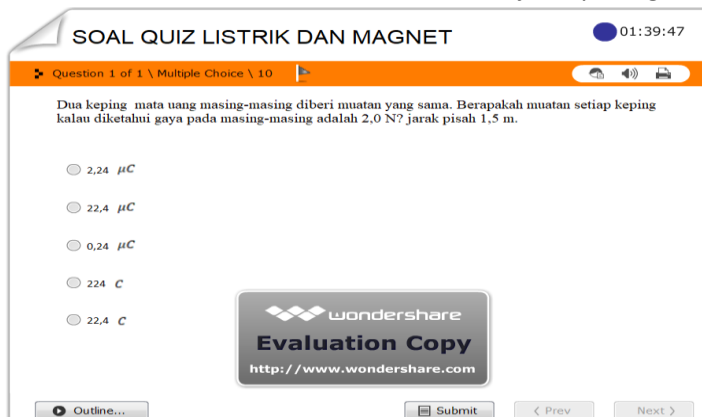 SOAL QUIZ LISTRIK DAN MAGNET
01:39:47
Question 1 of 1 \ Multiple Choice \ 10
Dua keping mata uang masing-masing diberi muatan yang sama. Berapakah muatan setiap keping
kalau diketahui gaya pada masing-masing adalah 2,0 N? jarak pisah 1,5 m.
2,24 μC
22,4 μC
0,24 μC
224 C
22,4 C
wondershare
Evaluation Copy
http://www.wondershare.com
Outline...
Submit
Prev
Next